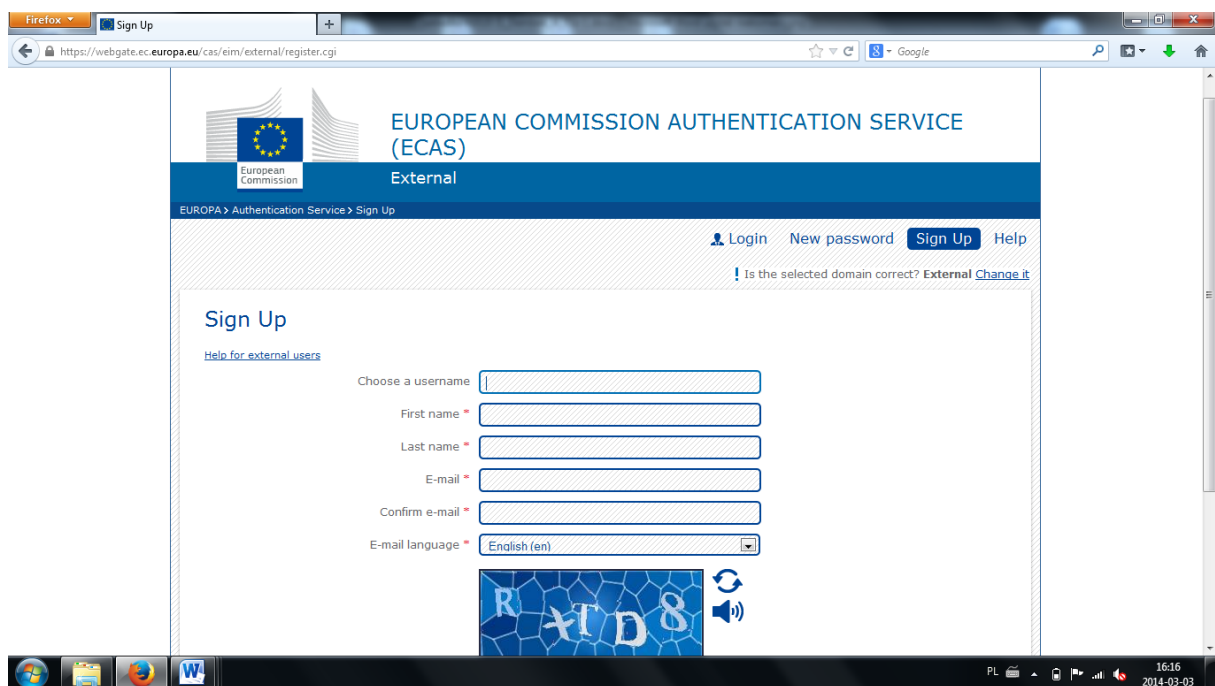 Firefox
Sign Up
https://webgate.ec.europa.eu/cas/eim/external/register.cgi
Google
EUROPEAN COMMISSION AUTHENTICATION SERVICE
(ECAS)
European
Commission
External
EUROPA > Authentication Service > Sign Up
Login New password Sign Up Help
! Is the selected domain correct? External Change it
Sign Up
Help for external users
Choose a username
First name *
Last name *
E-mail *
Confirm e-mail *
E-mail language * English (en)
R X T D 8
PL 16:16
2014-03-03